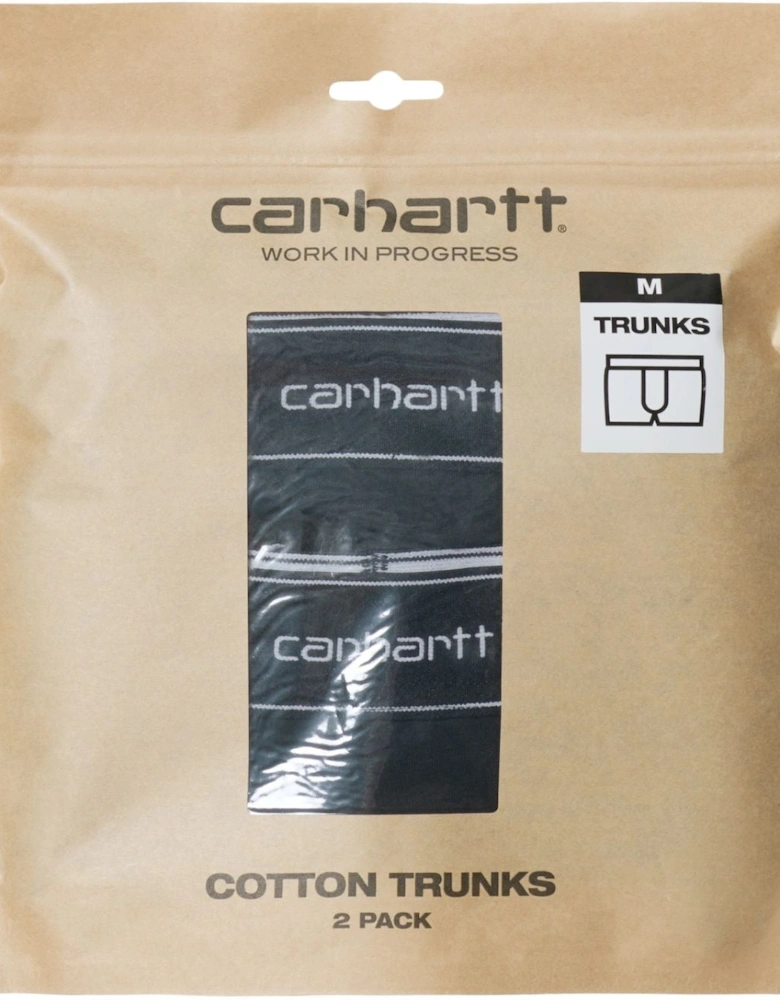 carhartt®
WORK IN PROGRESS
M
TRUNKS
carhartt
carhartt
COTTON TRUNKS
2 PACK